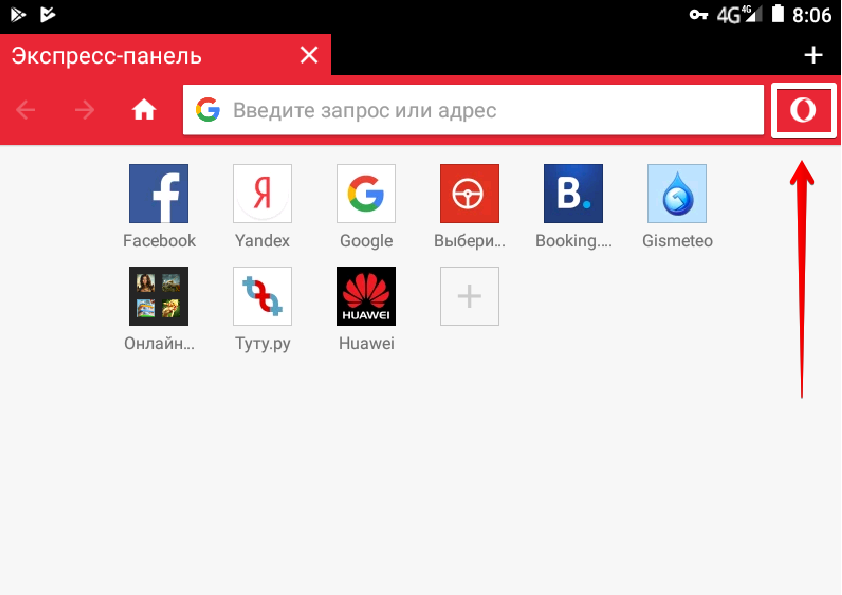 4G 4G 8:06
Экспресс-панель
Введите запрос или адрес
Facebook Yandex Google Выбери... Booking.... Gismeteo
HUAWEI
Онлайн... Туту.ру Huawei